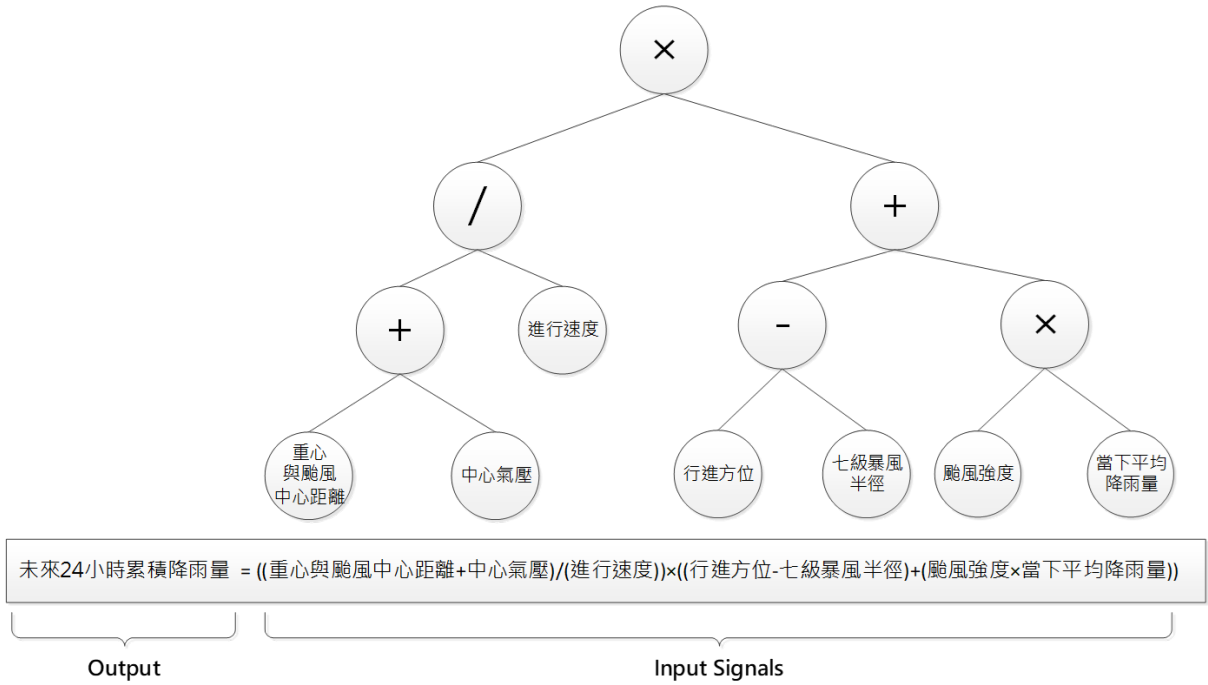 ×
/
+
+
進行速度
-
×
重心
與颱風
中心距離
中心氣壓
行進方位
七級暴風
半徑
颱風強度
當下平均
降雨量
未來24小時累積降雨量 = ((重心與颱風中心距離+中心氣壓)/(進行速度))×((行進方位-七級暴風半徑)+(颱風強度×當下平均降雨量))
Output
Input Signals